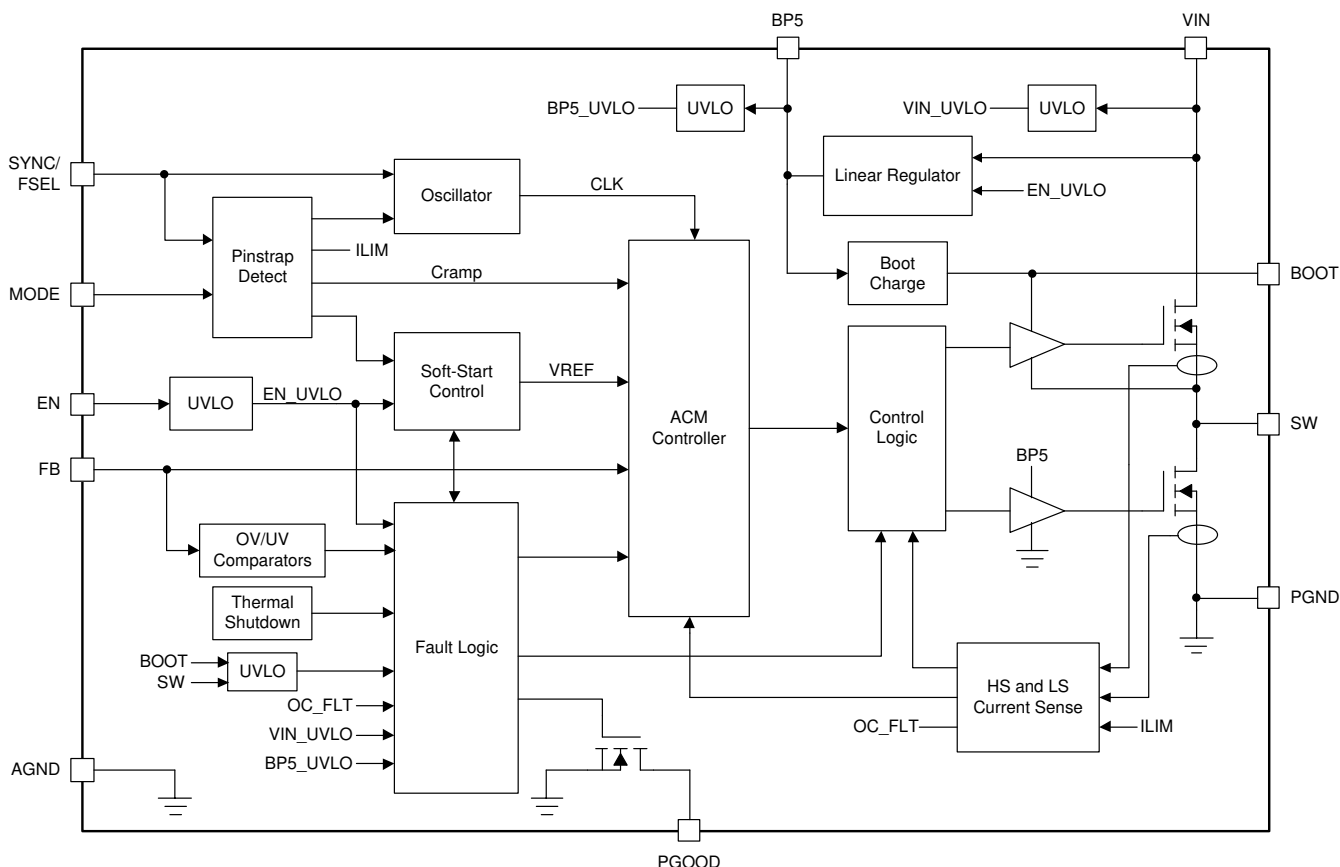 BP5
VIN
BP5_UVLO
UVLO
VIN_UVLO
UVLO
SYNC/
FSEL
Oscillator
CLK
Linear Regulator
EN_UVLO
Pinstrap
Detect
ILIM
Cramp
Boot
Charge
BOOT
MODE
Soft-Start
Control
VREF
EN
UVLO
EN_UVLO
ACM
Controller
Control
Logic
SW
FB
BP5
OV/UV
Comparators
Thermal
Shutdown
PGND
BOOT
SW
UVLO
Fault Logic
HS and LS
Current Sense
OC_FLT
OC_FLT
ILIM
VIN_UVLO
BP5_UVLO
AGND
PGOOD